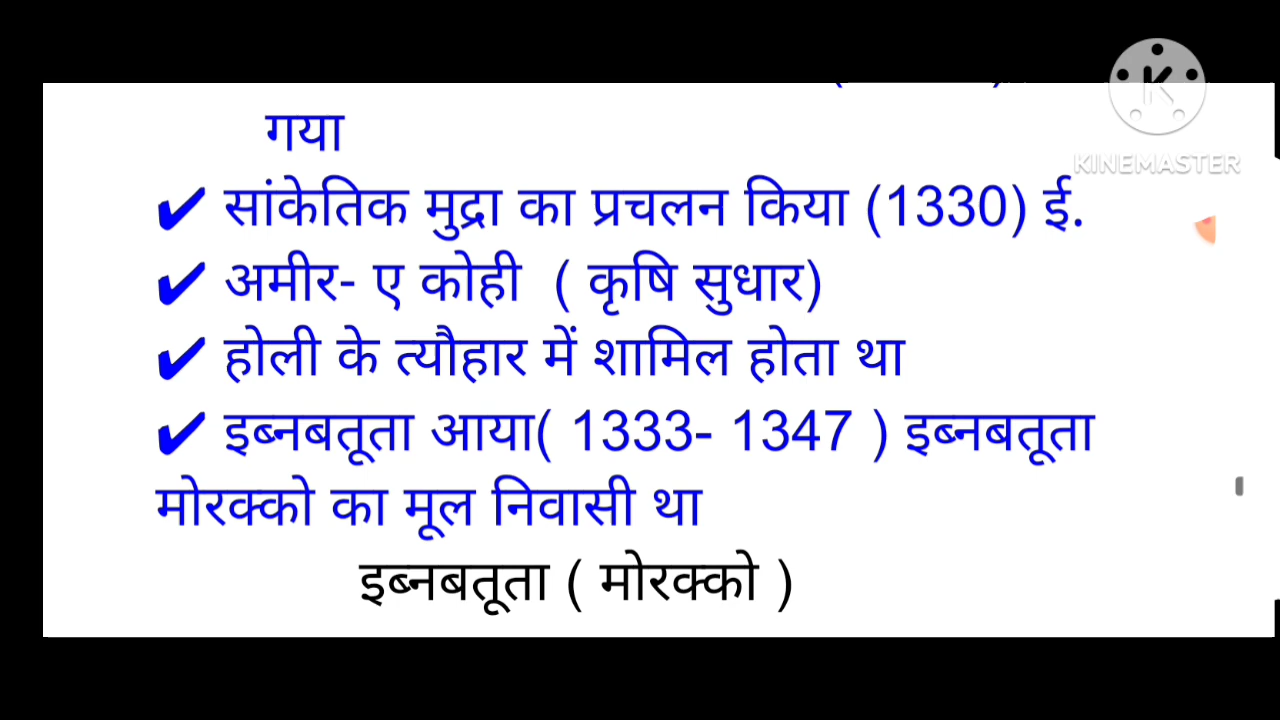 गया
✔ सांकेतिक मुद्रा का प्रचलन किया (1330) ई.
✔ अमीर- ए कोही ( कृषि सुधार)
✔ होली के त्यौहार में शामिल होता था
✔ इब्नबतूता आया( 1333- 1347 ) इब्नबतूता
मोरक्को का मूल निवासी था
इब्नबतूता ( मोरक्को )
KINEMASTER